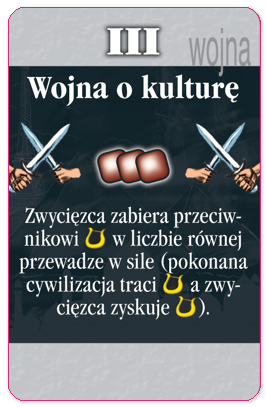 III
wojna
Wojna o kulturę
Zwycięzca zabiera przeciw-
nikowi w liczbie równej
przewadze w sile (pokonana
cywilizacja traci a zwy-
cięzca zyskuje ).